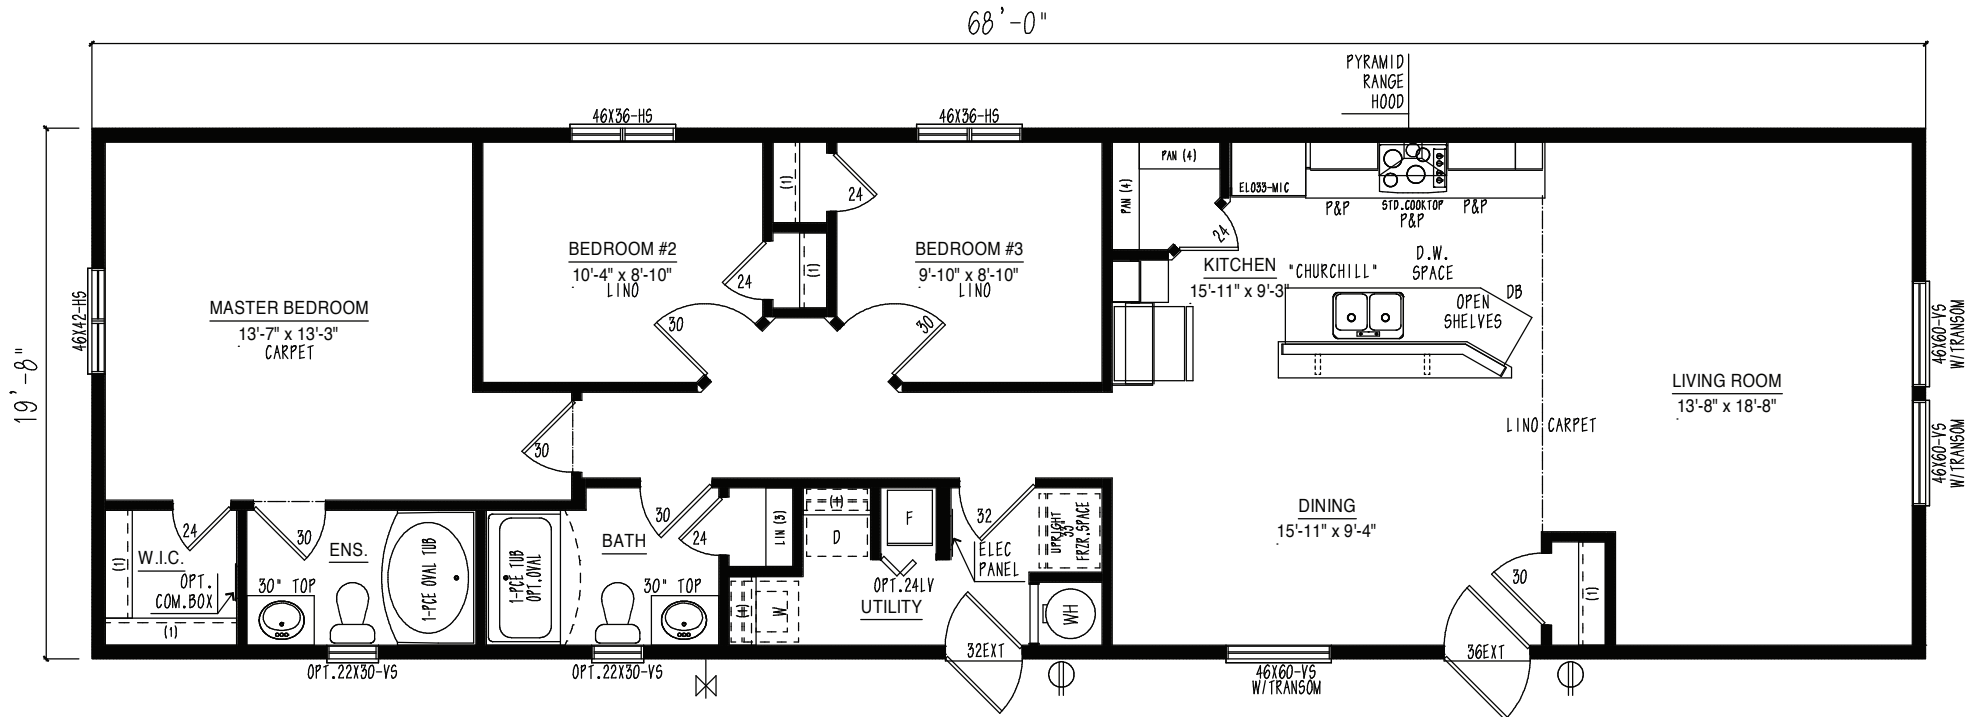 68'-0"
PYRAMID
RANGE
HOOD
46X36-HS
46X36-HS
PAN (4)
PAN (4)
(1)
24
EL033-MIC
P&P
STD.COOKTOP
P&P
P&P
24
BEDROOM #2
10'-4" x 8'-10"
LINO
24
(1)
BEDROOM #3
9'-10" x 8'-10"
LINO
KITCHEN
15'-11" x 9'-3"
"CHURCHILL"
D.W.
SPACE
DB
OPEN
SHELVES
46X42-HS
MASTER BEDROOM
13'-7" x 13'-3"
CARPET
30
30
46X60-VS
W/TRANSOM
19'-8"
LIVING ROOM
13'-8" x 18'-8"
LINO
CARPET
30
46X60-VS
W/TRANSOM
DINING
15'-11" x 9'-4"
24
30
ENS.
W.I.C.
(1)
OPT.
COM.BOX
(1)
30" TOP
1-PCE OVAL TUB
1-PCE TUB
OPT.OVAL
BATH
30
24
LIN (3)
30" TOP
(1)
D
F
32
ELEC
PANEL
UPRIGHT
33"
FRZR.SPACE
OPT.24LV
UTILITY
(1)
W
WH
30
(1)
32EXT
36EXT
OPT.22X30-VS
OPT.22X30-VS
46X60-VS
W/TRANSOM